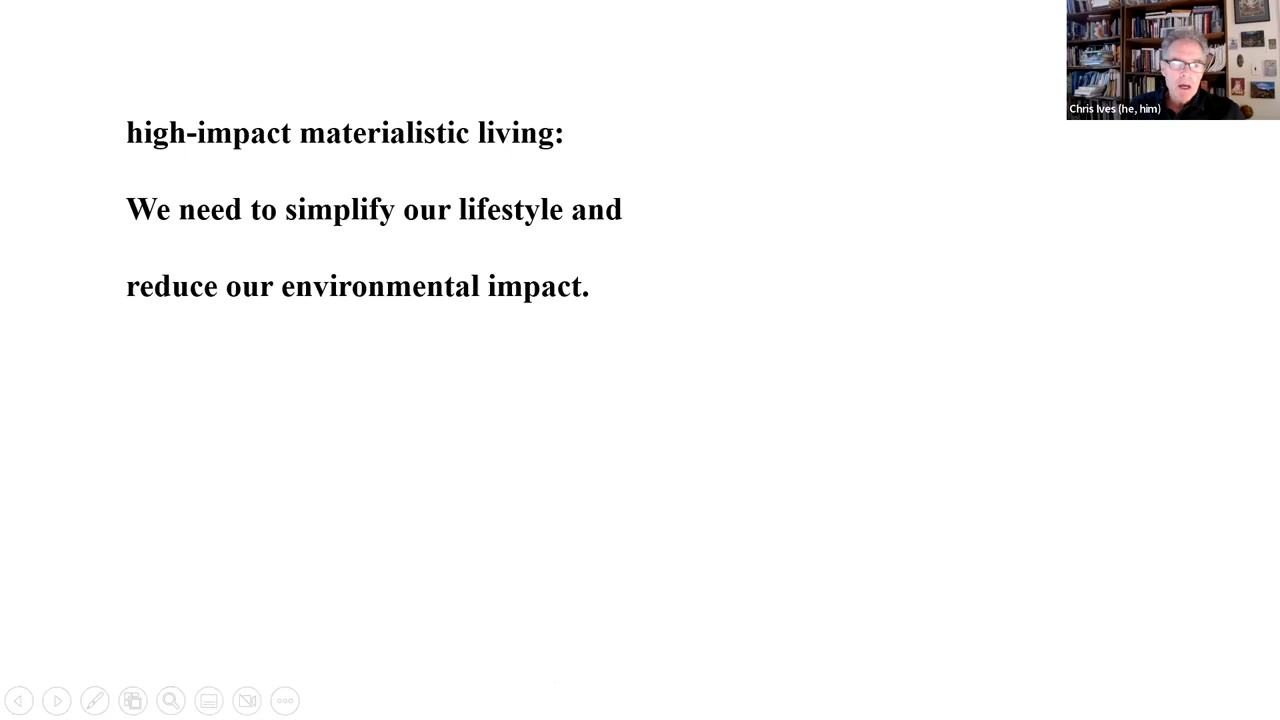 high-impact materialistic living:
We need to simplify our lifestyle and
reduce our environmental impact.
Chris Ives (he, him)